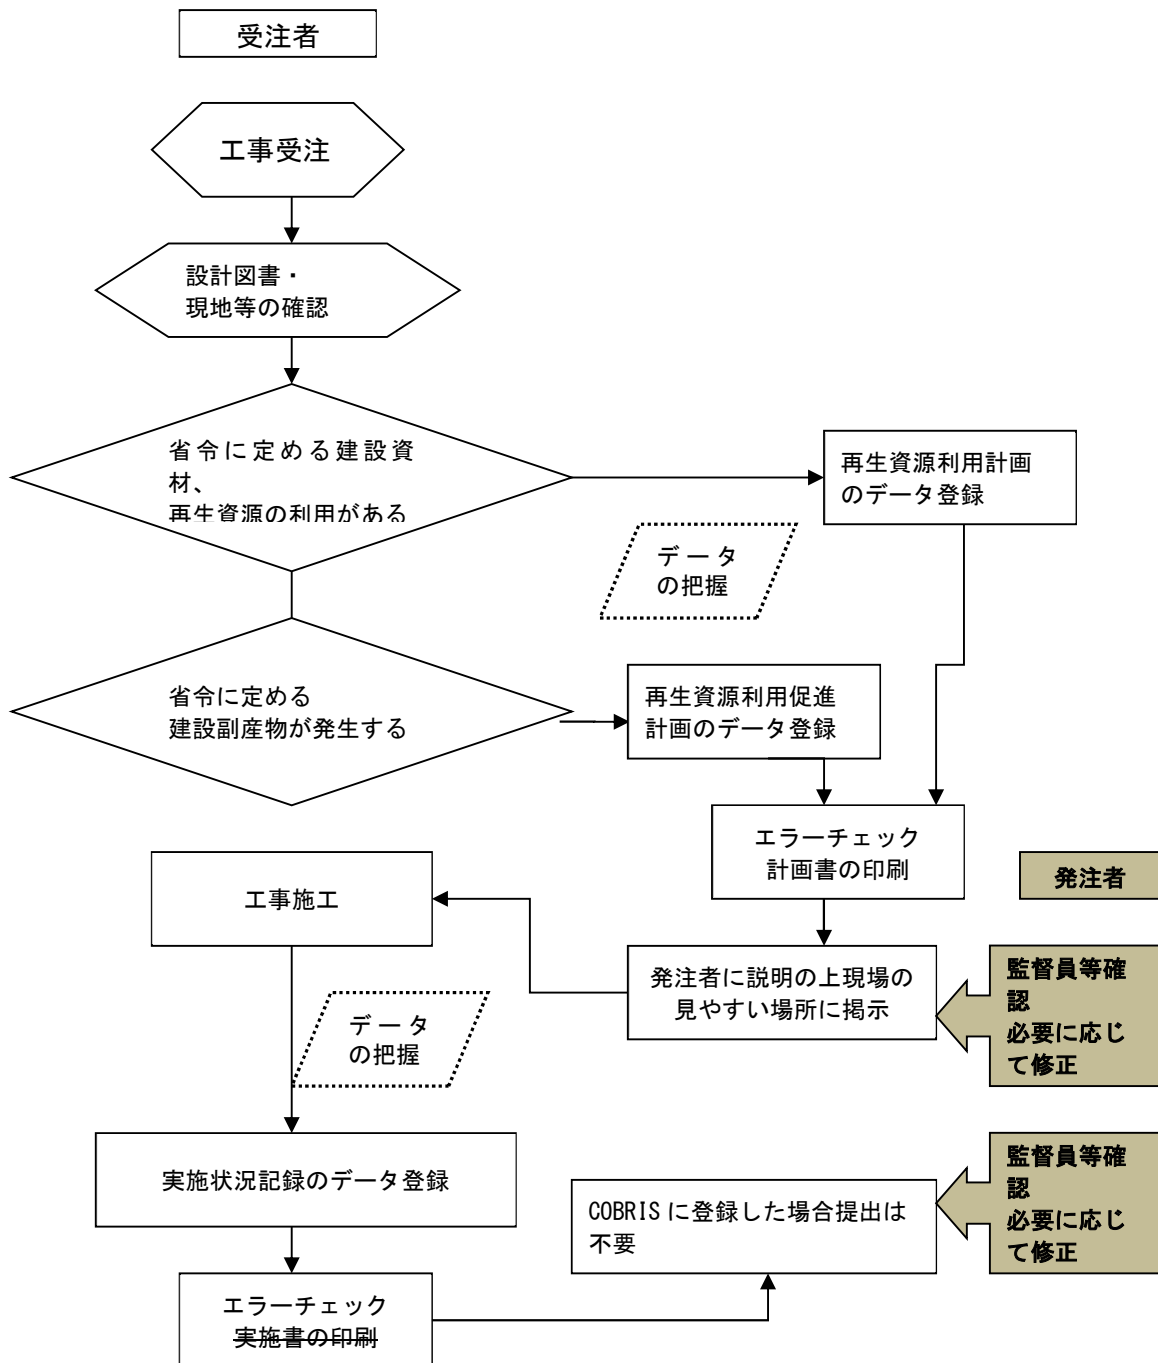 受注者
工事受注
設計図書・
現地等の確認
省令に定める建設資
材、
再生資源の利用がある
再生資源利用計画
のデータ登録
データ
の把握
省令に定める
建設副産物が発生する
再生資源利用促進
計画のデータ登録
エラーチェック
計画書の印刷
発注者
工事施工
発注者に説明の上現場の
見やすい場所に掲示
監督員等確
認
必要に応じ
て修正
データ
の把握
実施状況記録のデータ登録
COBRISに登録した場合提出は
不要
監督員等確
認
必要に応じ
て修正
エラーチェック
実施書の印刷